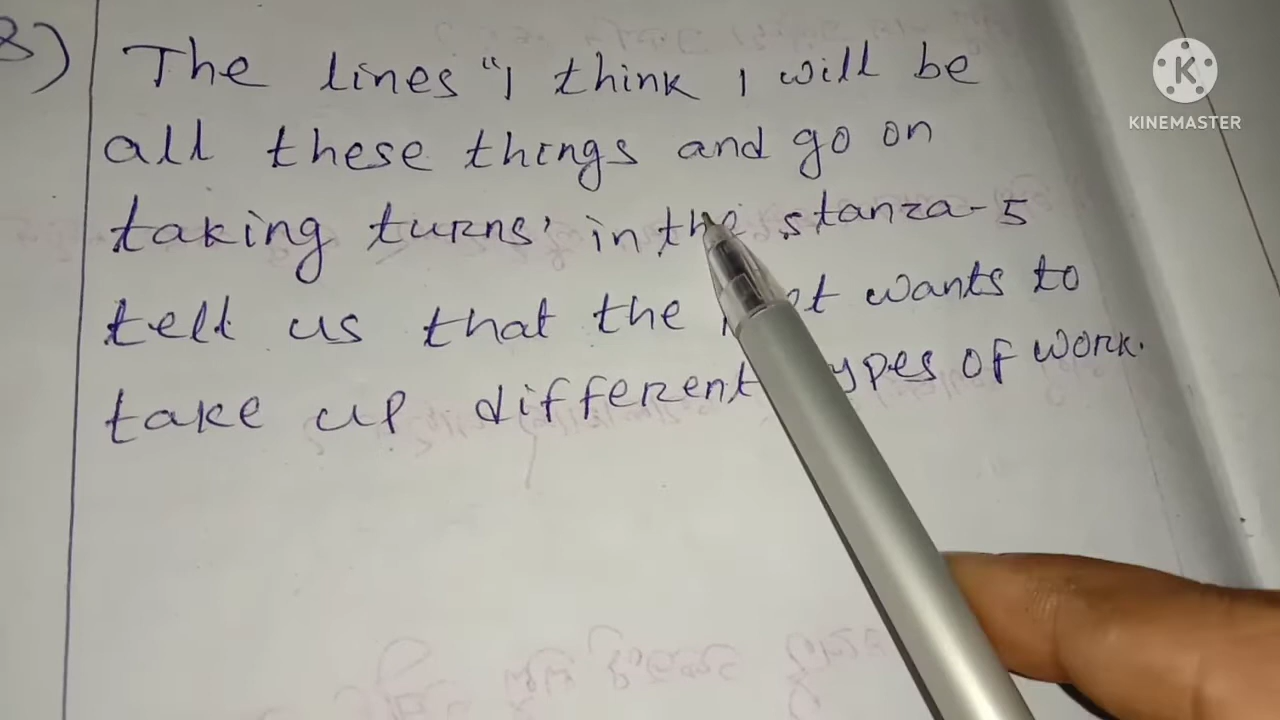 8) The lines "I think I will be
all these things and go on
taking turns' in the stanza-5
tell us that the wants to
take up different types of work.
KINEMASTER